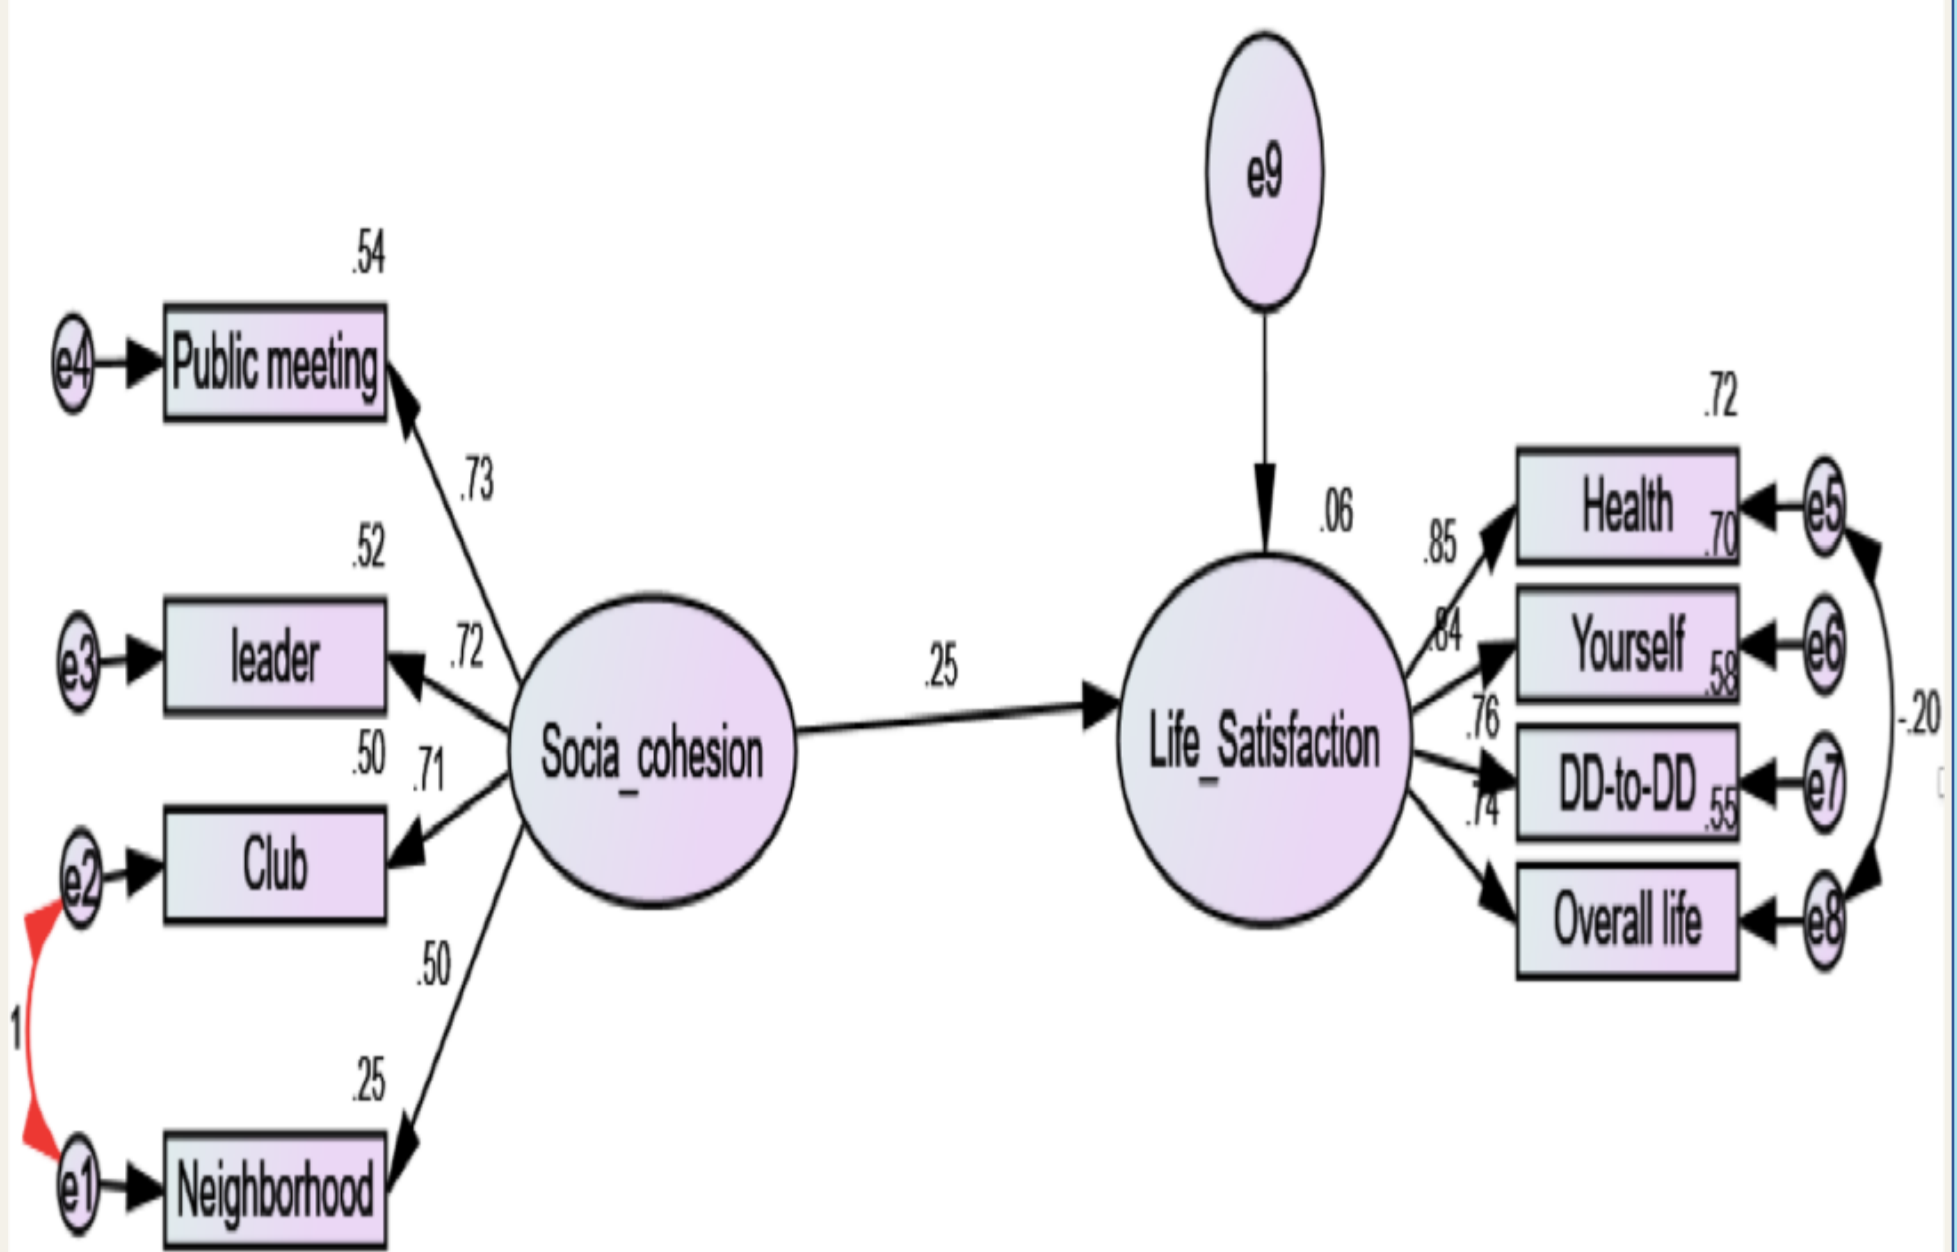 e9
.54
e4
Public meeting
.73
.72
Health
.70
e5
.06
.85
.52
e3
leader
.72
.84
Yourself
.58
e6
.25
Socia_cohesion
Life_Satisfaction
.76
-.20
.50
.71
DD-to-DD
.55
e7
.74
e2
Club
Overall life
e8
.50
1
.25
e1
Neighborhood